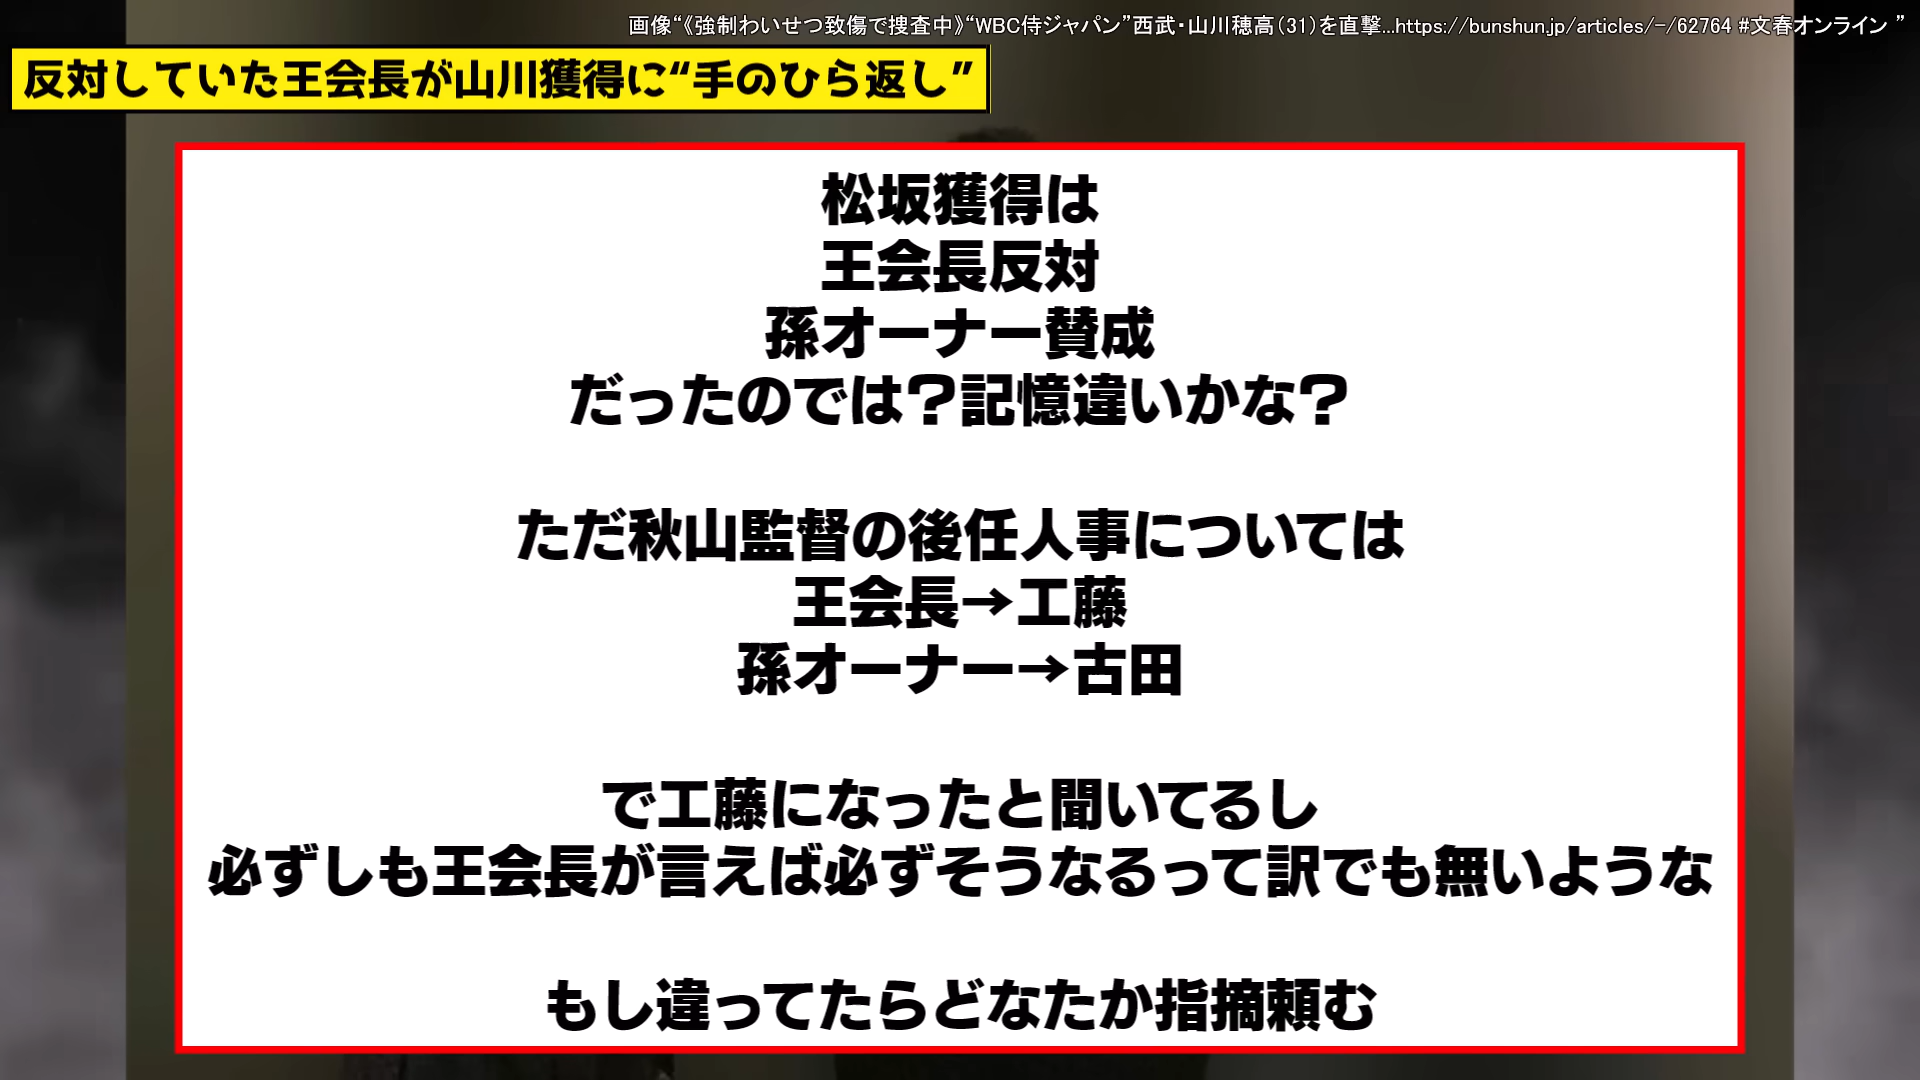 画像“《強制わいせつ致傷で捜査中》“WBC侍ジャパン”西武・山川穂高（31）を直撃...https://bunshun.jp/articles/-/62764 #文春オンライン ”
反対していた王会長が山川獲得に“手のひら返し”
松坂獲得は
王会長反対
孫オーナー賛成
だったのでは？記憶違いかな？
ただ秋山監督の後任人事については
王会長→工藤
孫オーナー→古田
で工藤になったと聞いてるし
必ずしも王会長が言えば必ずそうなるって訳でも無いような
もし違ってたらどなたか指摘頼む